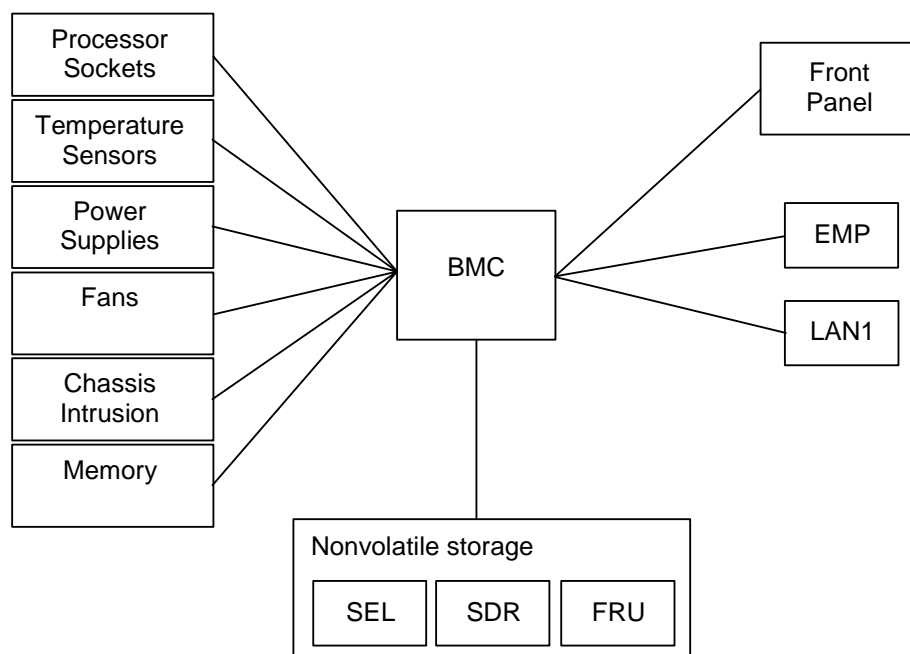 Processor
Sockets
Temperature
Sensors
Power
Supplies
Fans
Chassis
Intrusion
Memory
BMC
Front
Panel
EMP
LAN1
Nonvolatile storage
SEL
SDR
FRU